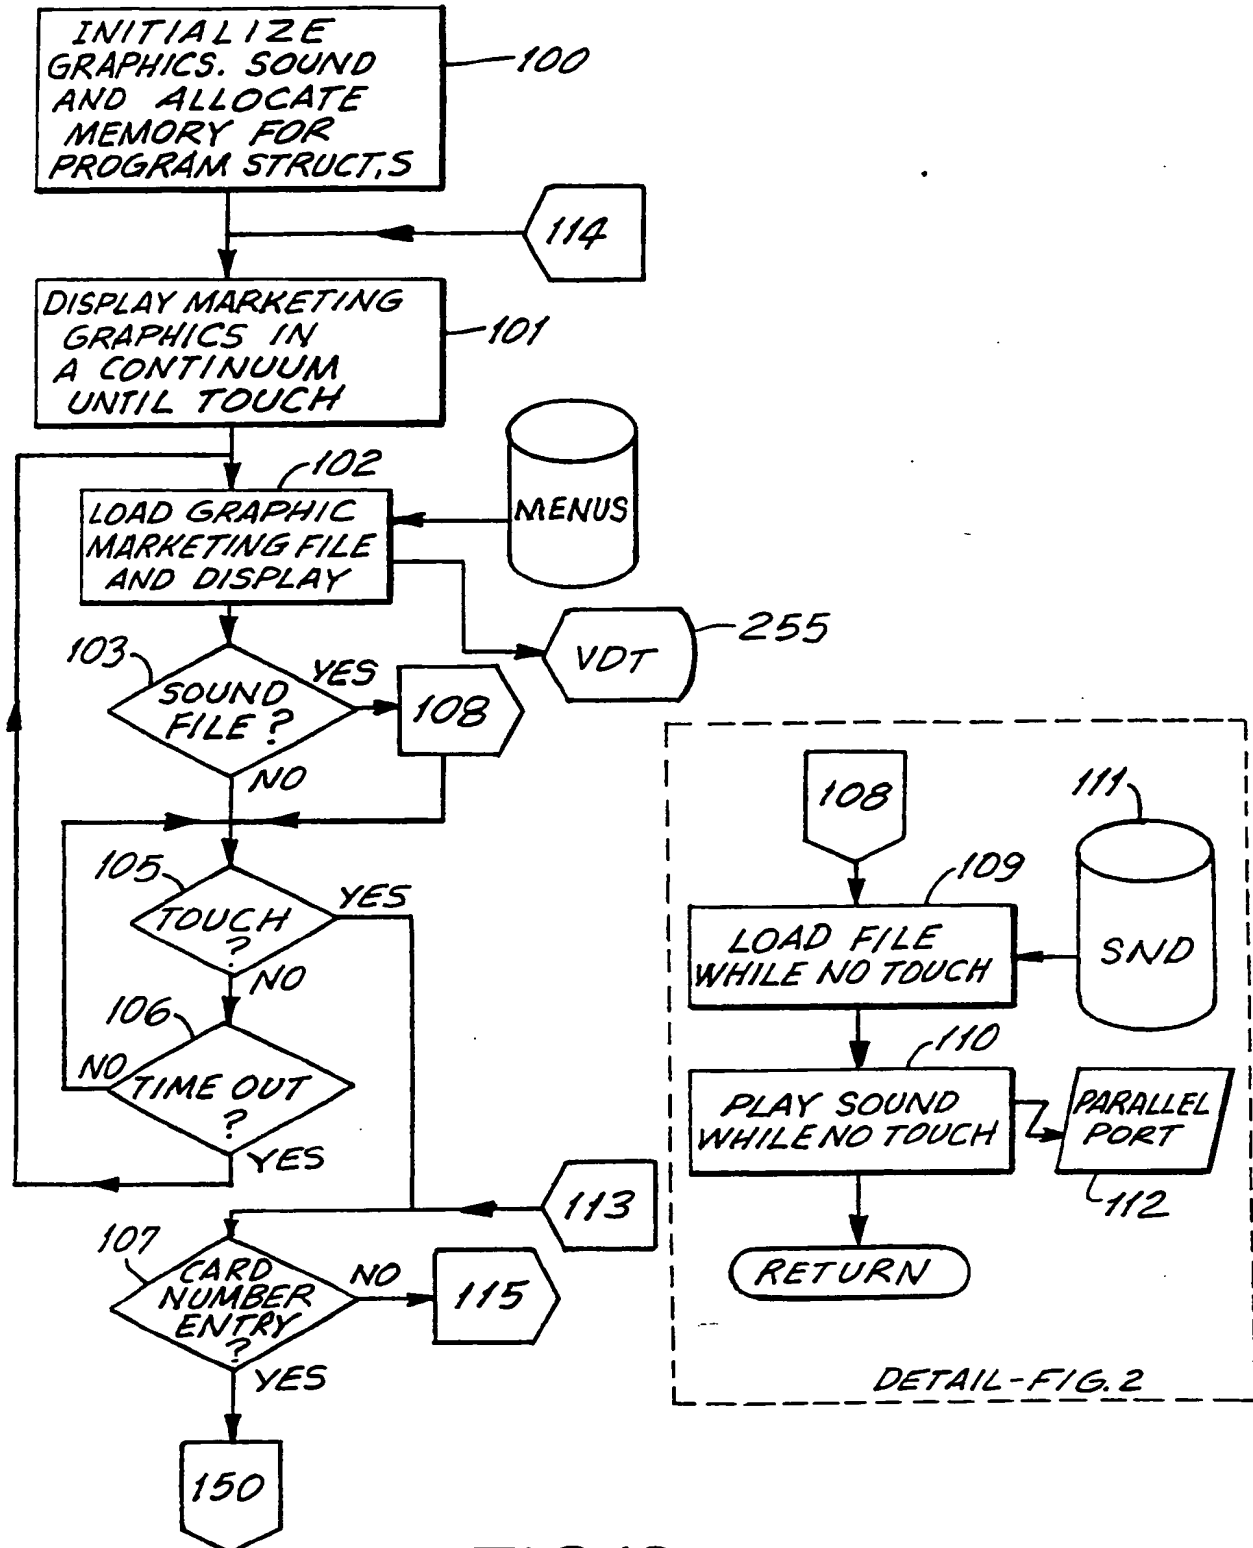 INITIALIZE
GRAPHICS. SOUND
AND ALLOCATE
MEMORY FOR
PROGRAM STRUCT,S
100
114
DISPLAY MARKETING
GRAPHICS IN
A CONTINUUM
UNTIL TOUCH
101
102
LOAD GRAPHIC
MARKETING FILE
AND DISPLAY
MENUS
VDT
255
103
SOUND
FILE ?
YES
108
NO
105
TOUCH
?
YES
NO
106
TIME OUT
?
NO
YES
113
107
CARD
NUMBER
ENTRY
?
NO
115
YES
150
108
111
109
LOAD FILE
WHILE NO TOUCH
SND
110
PLAY SOUND
WHILE NO TOUCH
PARALLEL
PORT
112
RETURN
DETAIL-FIG. 2